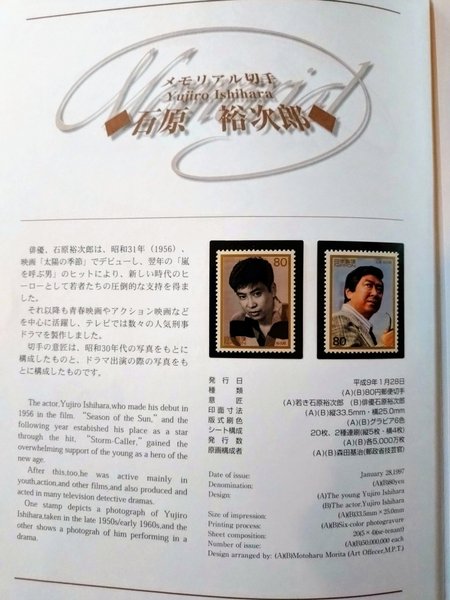 Memorial
メモリアル切手
Yujiro Ishihara
◆石原 裕次郎◆
俳優、石原裕次郎は、昭和31年（1956）、
映画「太陽の季節」でデビューし、翌年の「嵐
を呼ぶ男」のヒットにより、新しい時代のヒ
ーローとして若者たちの圧倒的な支持を得ま
した。
それ以降も青春映画やアクション映画など
を中心に活躍し、テレビでは数々の人気刑事
ドラマを製作しました。
切手の意匠は、昭和30年代の写真をもとに
構成したものと、ドラマ出演の際の写真をも
とに構成したものです。
The actor,Yujiro Ishihara,who made his debut in
1956 in the film. “Season of the Sun,” and the
following year estabished his place as a star
through the hit, “Sturm-Caller,” gained the
overwhelming support of the young as a hero of the
new age.
After this,too,he was active mainly in
youth,action,and other films,and also produced and
acted in many television detective dramas.
One stamp depicts a photograph of Yujiro
Ishihara,taken in the late 1950s/early 1960s,and the
other shows a photograh of him performing in a
drama.
80
日本郵便
NIPPON
80
発行日 平成9年1月28日
種類 (A)(B)80円郵便切手
意匠 (A)若き石原裕次郎 (B)俳優石原裕次郎
印面寸法 (A)(B)縦33.5mm・横25.0mm
版式刷色 (A)(B)グラビア6色
シート構成 20枚、2種連刷(縦5枚・横4枚)
発行数 (A)(B)各5,000万枚
原画構成者 (A)(B)森田基治(郵政省技芸官)
Date of issue: January 28,1997
Denomination: (A)(B)80yen
Design: (A)The young Yujiro Ishihara
(B)The actor,Yujiro Ishihara
Size of impression: (A)(B)33.5mm×25.0mm
Printing process: (A)(B)Six-color photogravure
Sheet composition: 20(5×4)(se-tenant)
Number of issue: (A)(B)50,000,000 each
Design arranged by: (A)(B)Motoharu Morita (Art Offecer,M.P.T.)